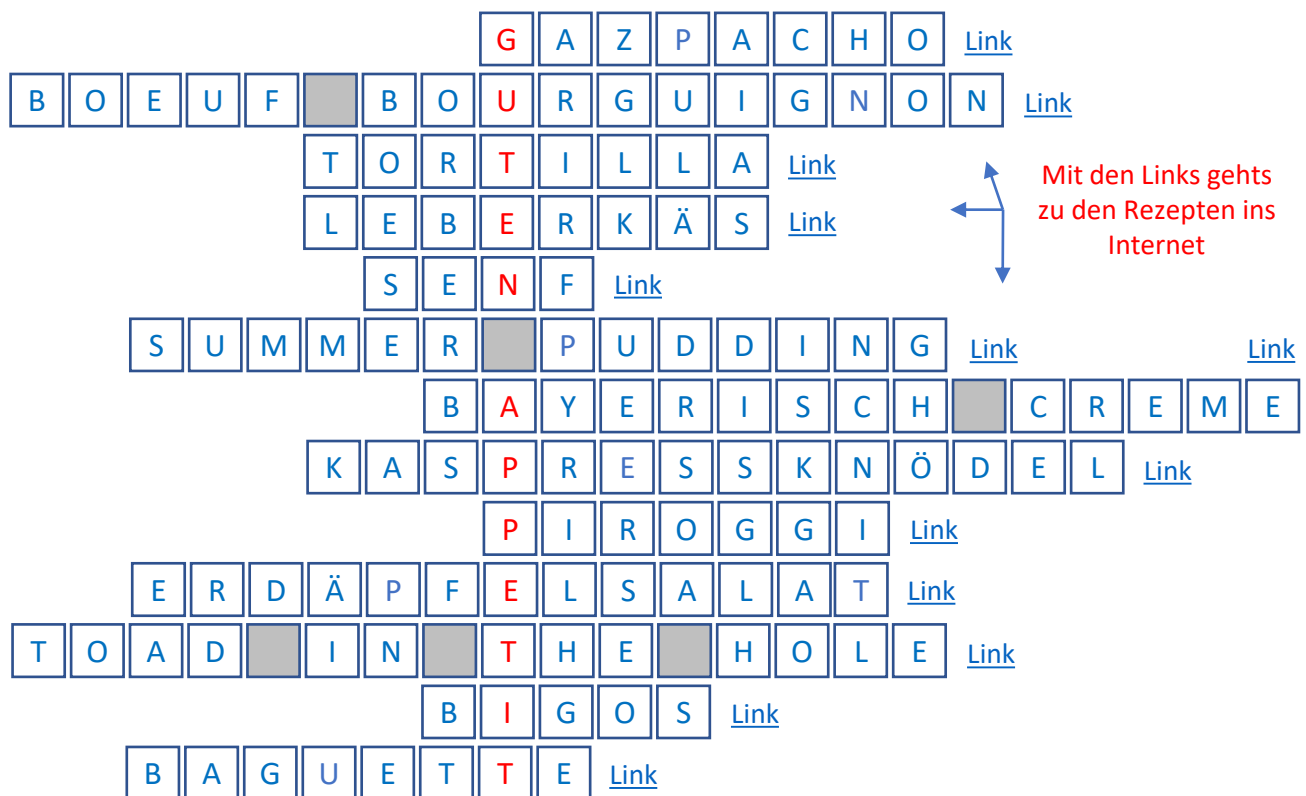 GAZPACHO Link
BOEUF BOURGUIGNON Link
TORTILLA Link
Mit den Links gehts
zu den Rezepten ins
Internet
LEBERKÄS Link
SENF Link
SUMMER PUDDING Link Link
BAYERISCH CREME
KASPRESSKNÖDEL Link
PIROGGI Link
ERDÄPFELSALAT Link
TOAD IN THE HOLE Link
BIGOS Link
BAGUETTE Link